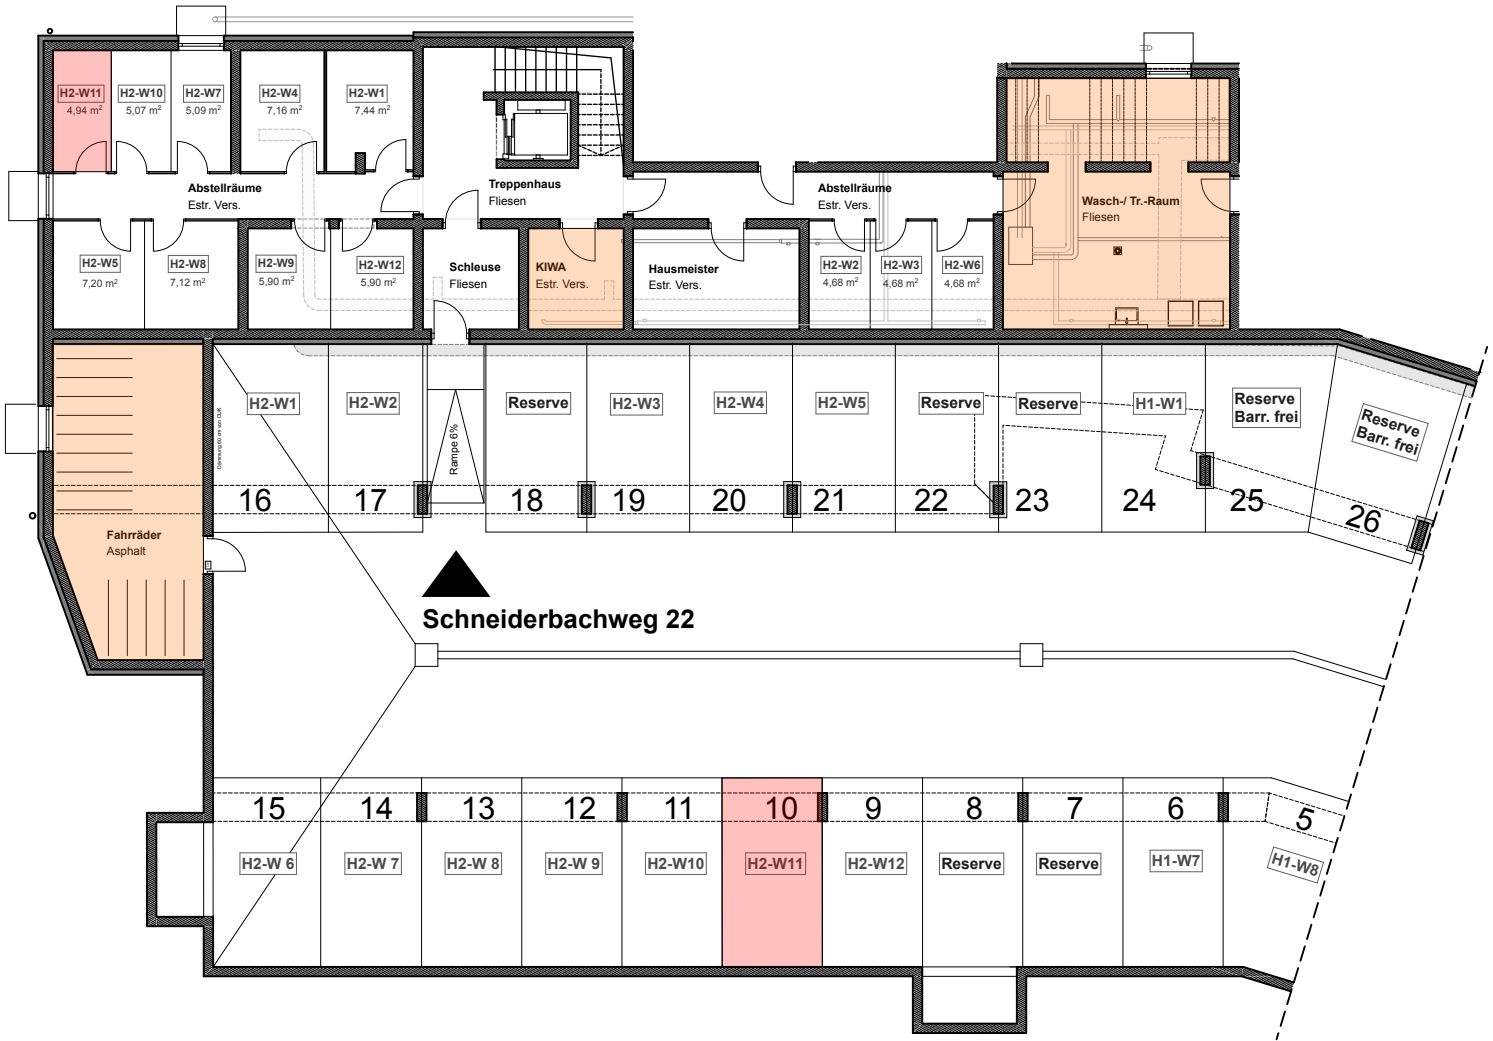 H2-W11
4,94 m²
H2-W10
5,07 m²
H2-W7
5,09 m²
H2-W4
7,16 m²
H2-W1
7,44 m²
Abstellräume
Estr. Vers.
Treppenhaus
Fliesen
Abstellräume
Estr. Vers.
Wasch-/ Tr.-Raum
Fliesen
H2-W5
7,20 m²
H2-W8
7,12 m²
H2-W9
5,90 m²
H2-W12
5,90 m²
Schleuse
Fliesen
KIWA
Estr. Vers.
Hausmeister
Estr. Vers.
H2-W2
4,68 m²
H2-W3
4,68 m²
H2-W6
4,68 m²
H2-W1
H2-W2
Rampe 6%
Reserve
H2-W3
H2-W4
H2-W5
Reserve
Reserve
H1-W1
Reserve
Barr. frei
Reserve
Barr. frei
16
17
18
19
20
21
22
23
24
25
26
Fahrräder
Asphalt
Schneiderbachweg 22
15
14
13
12
11
10
9
8
7
6
5
H2-W 6
H2-W 7
H2-W 8
H2-W 9
H2-W10
H2-W11
H2-W12
Reserve
Reserve
H1-W7
H1-W8